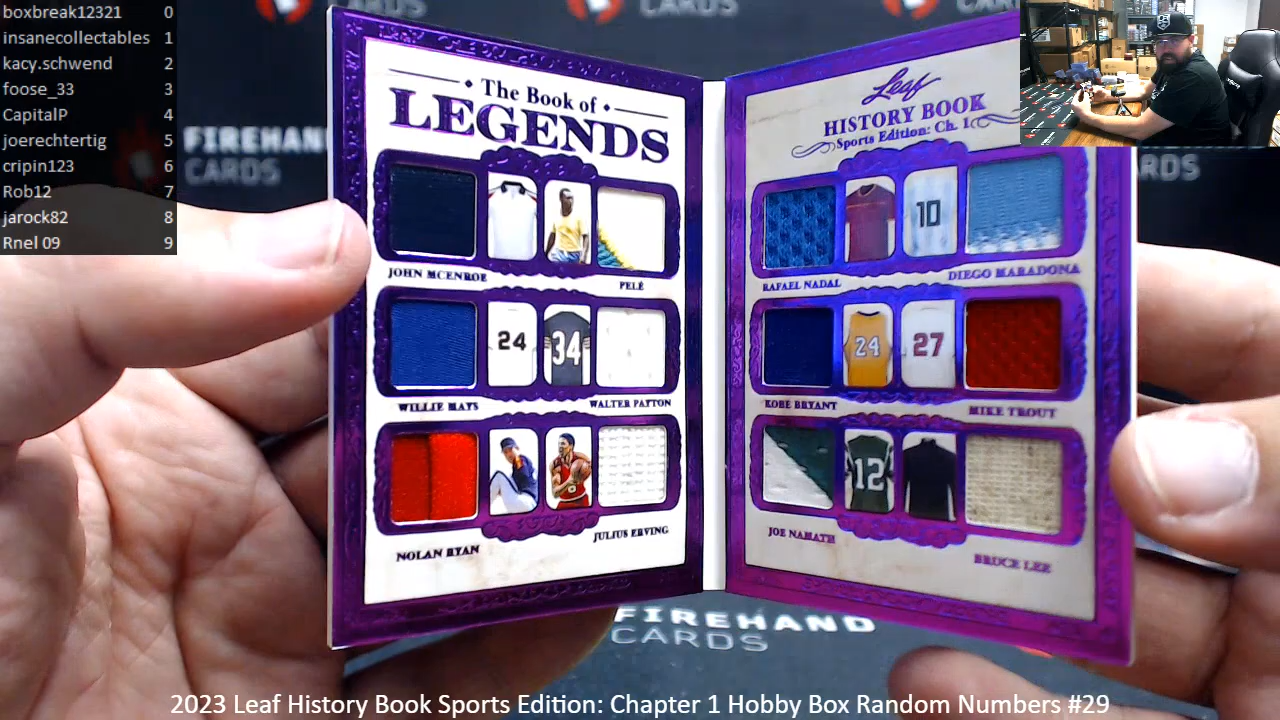 boxbreak12321 0
insanecollectables 1
kacy.schwend 2
foose_33 3
CapitalP 4
joerechtertig 5
cripin123 6
Rob12 7
jarock82 8
Rnel 09 9
CARDS
CARDS
CARDS
FIREHAND
CARDS
CARDS
The Book of
LEGENDS
JOHN MCENROE
PELÉ
24
34
WILLIE MAYS
WALTER PAYTON
NOLAN RYAN
JULIUS ERVING
Leaf
HISTORY BOOK
Sports Edition: Ch. 1
10
RAFAEL NADAL
DIEGO MARADONA
24
27
KOBE BRYANT
MIKE TROUT
12
JOE NAMATH
BRUCE LEE
FIREHAND
CARDS
2023 Leaf History Book Sports Edition: Chapter 1 Hobby Box Random Numbers #29